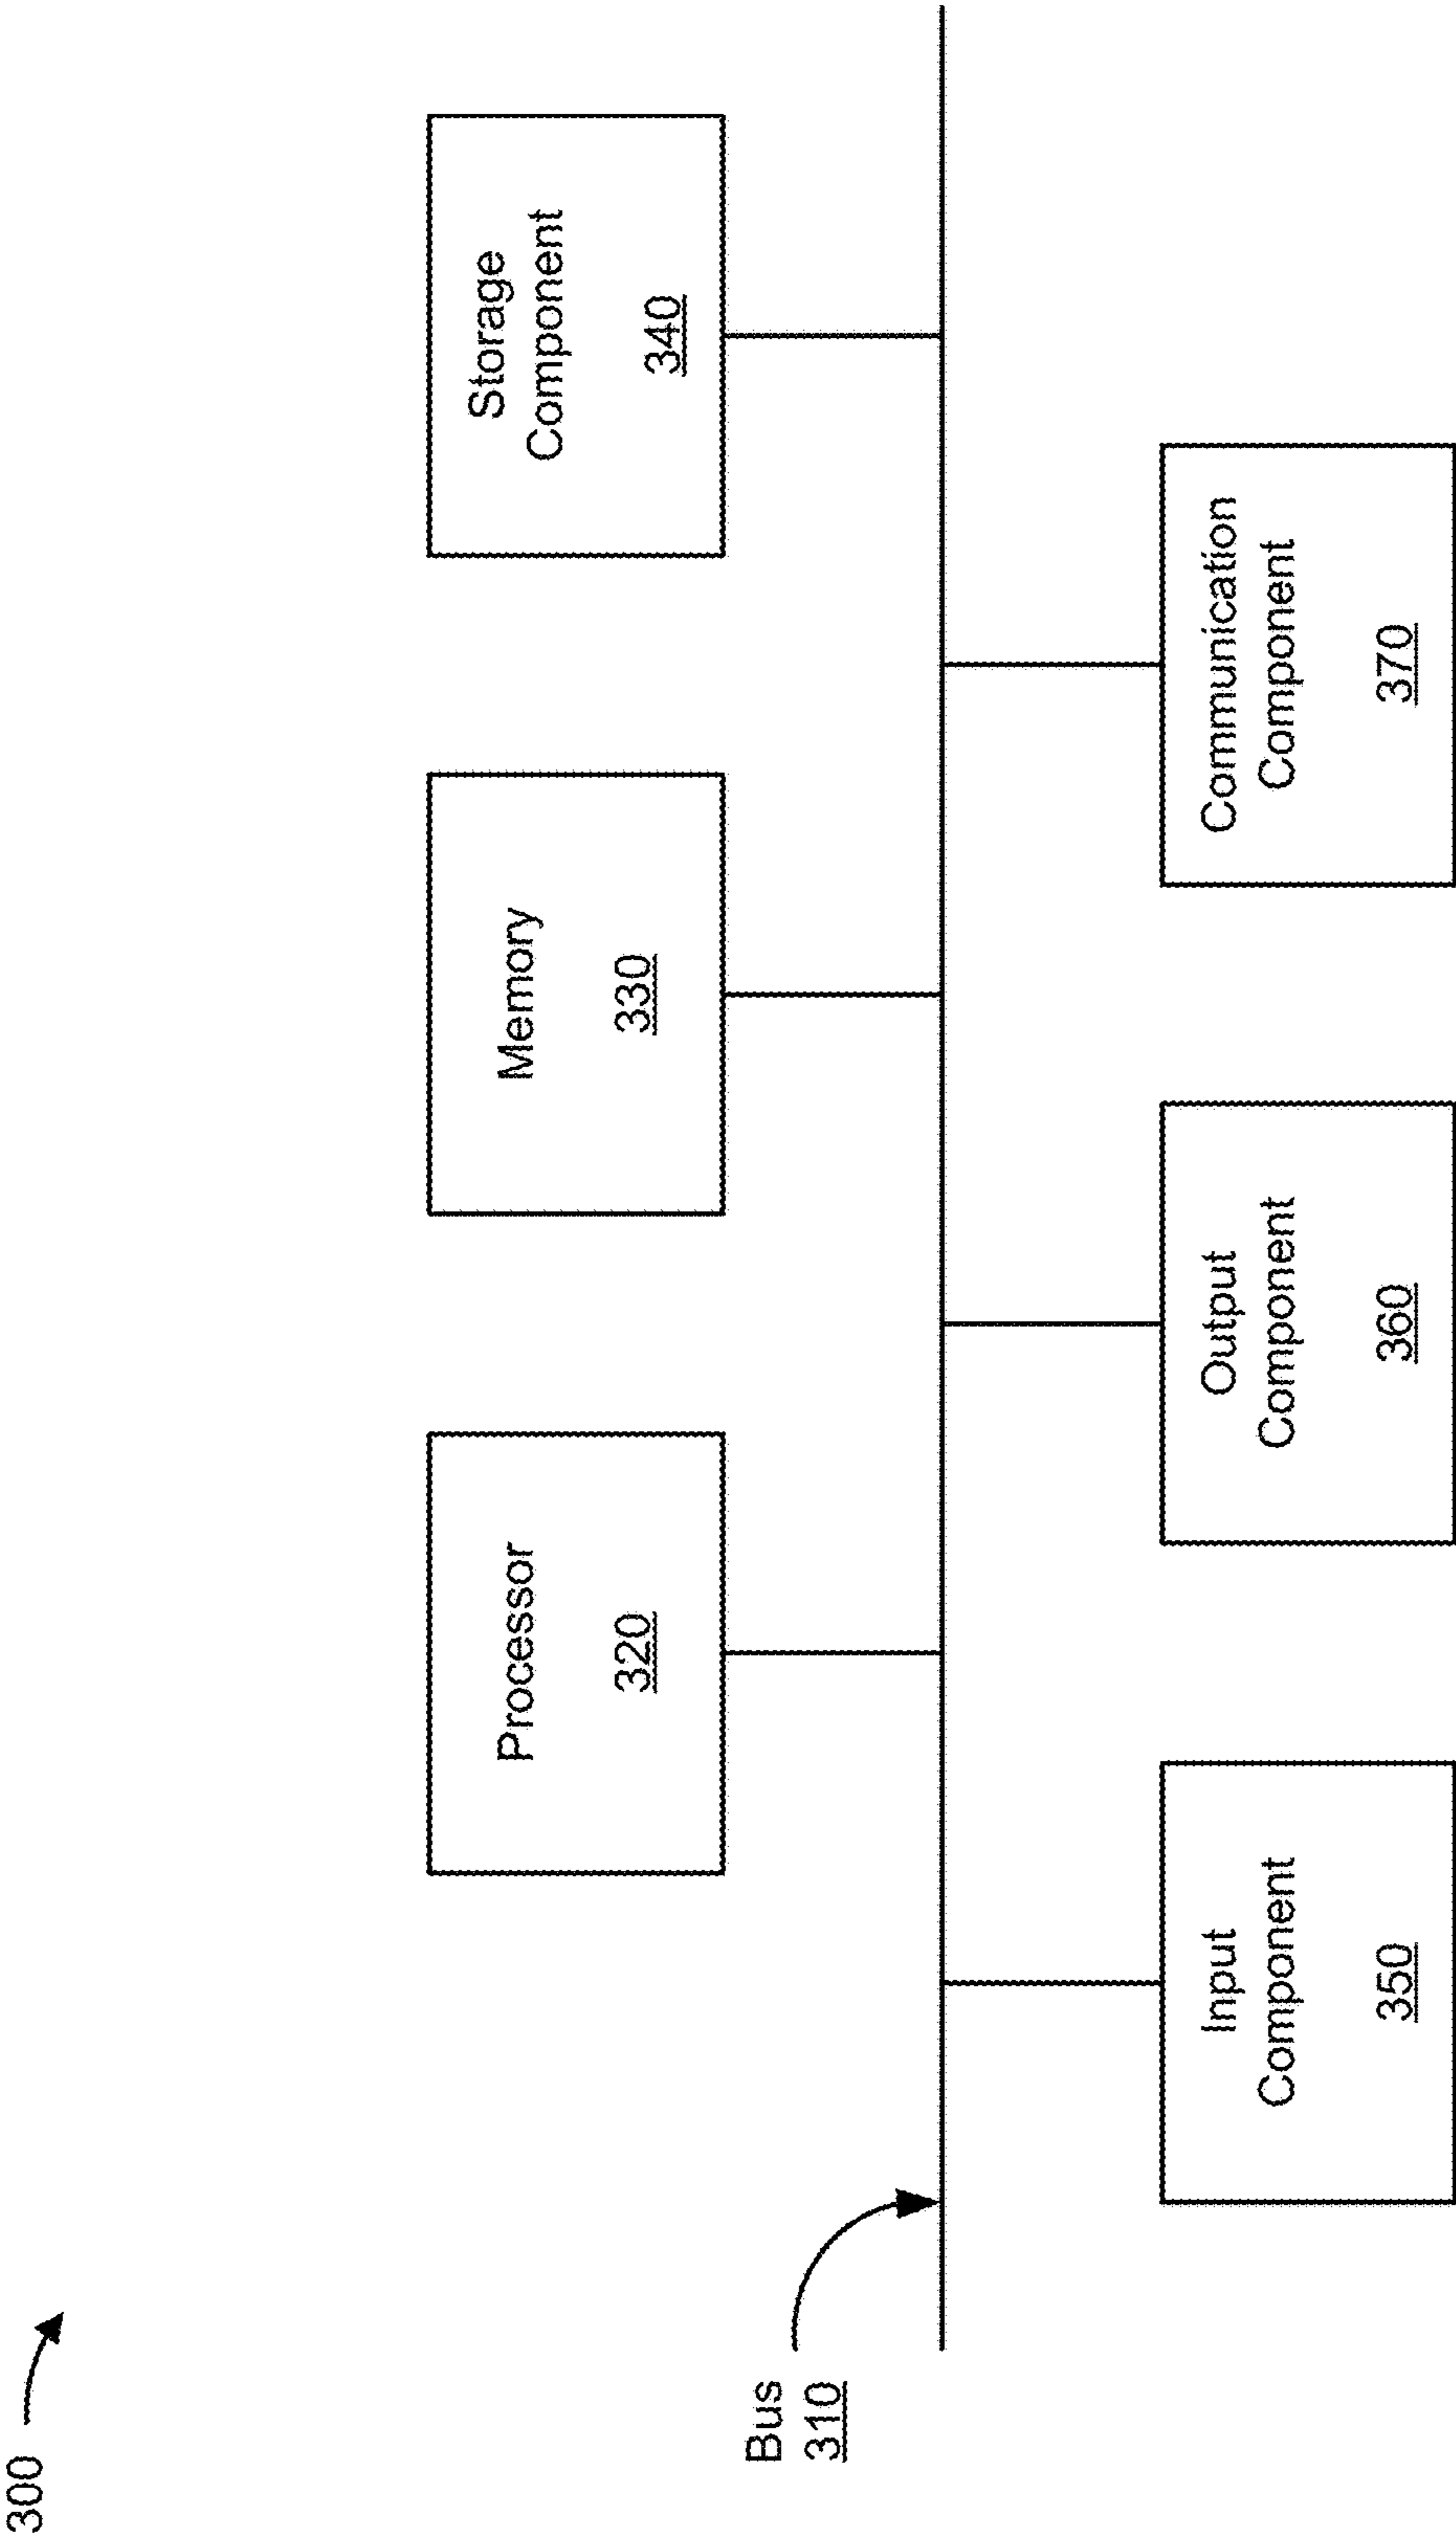 300
Processor
320
Memory
330
Storage
Component
340
Bus
310
Input
Component
350
Output
Component
360
Communication
Component
370